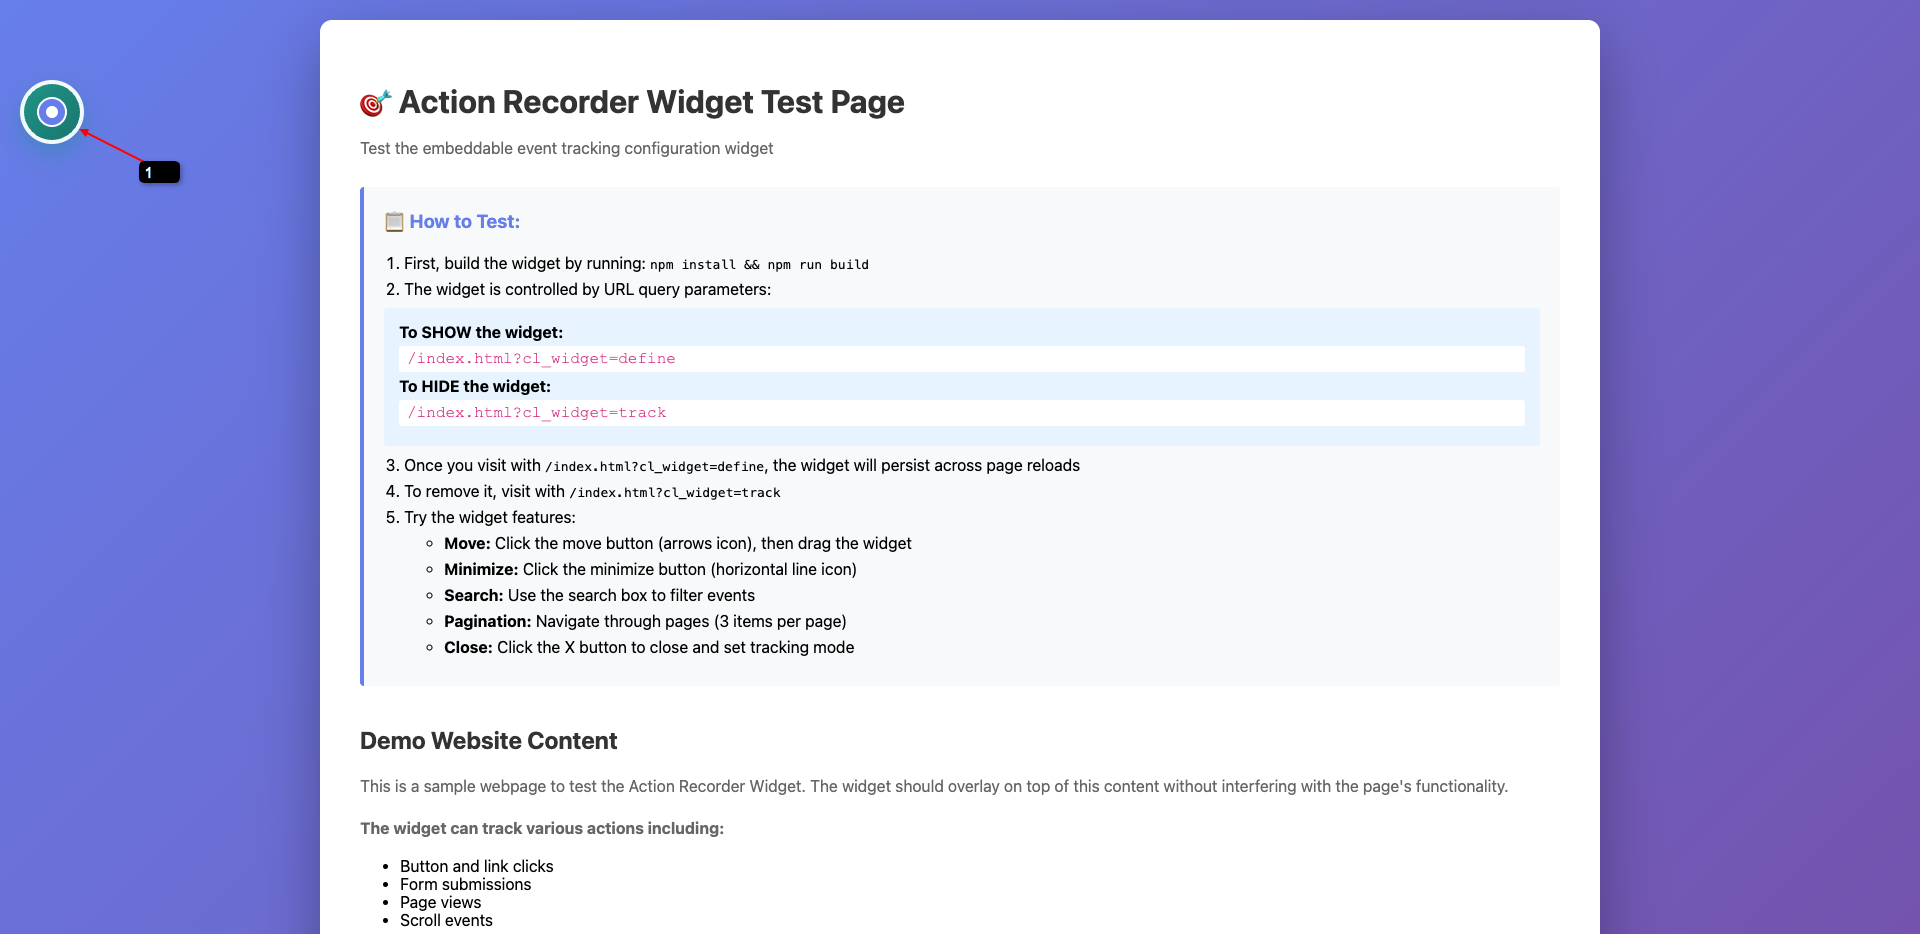 1
🎯 Action Recorder Widget Test Page
Test the embeddable event tracking configuration widget
📋 How to Test:
1. First, build the widget by running: npm install && npm run build
2. The widget is controlled by URL query parameters:
To SHOW the widget:
/index.html?cl_widget=define
To HIDE the widget:
/index.html?cl_widget=track
3. Once you visit with /index.html?cl_widget=define, the widget will persist across page reloads
4. To remove it, visit with /index.html?cl_widget=track
5. Try the widget features:
◦ Move: Click the move button (arrows icon), then drag the widget
◦ Minimize: Click the minimize button (horizontal line icon)
◦ Search: Use the search box to filter events
◦ Pagination: Navigate through pages (3 items per page)
◦ Close: Click the X button to close and set tracking mode
Demo Website Content
This is a sample webpage to test the Action Recorder Widget. The widget should overlay on top of this content without interfering with the page's functionality.
The widget can track various actions including:
• Button and link clicks
• Form submissions
• Page views
• Scroll events